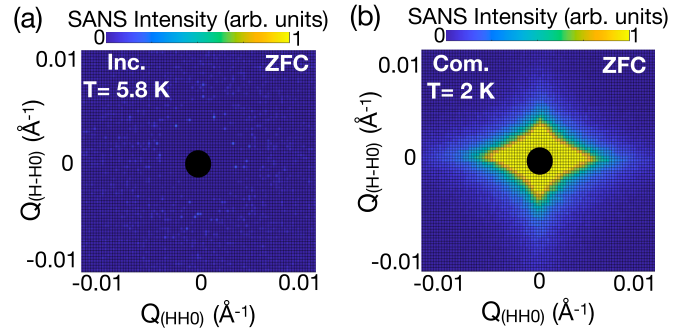 (a) SANS Intensity (arb. units)
0 1
0.01 Inc. ZFC
T= 5.8 K
Q(H-H0) (Å-1)
0
-0.01
-0.01 0 0.01
Q(HH0) (Å-1)
(b) SANS Intensity (arb. units)
0 1
0.01 Com. ZFC
T= 2 K
Q(H-H0) (Å-1)
0
-0.01
-0.01 0 0.01
Q(HH0) (Å-1)